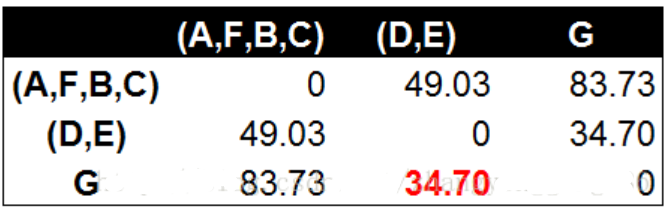 (A,F,B,C) (D,E) G
(A,F,B,C) 0 49.03 83.73
(D,E) 49.03 0 34.70
G 83.73 34.70 0